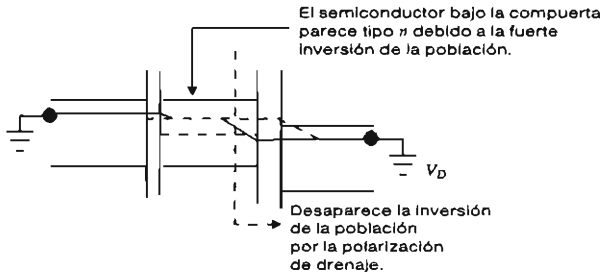 El semiconductor bajo la compuerta
parece tipo n debido a la fuerte
inversión de la población.
V_D
Desaparece la inversión
de la población
por la polarización
de drenaje.